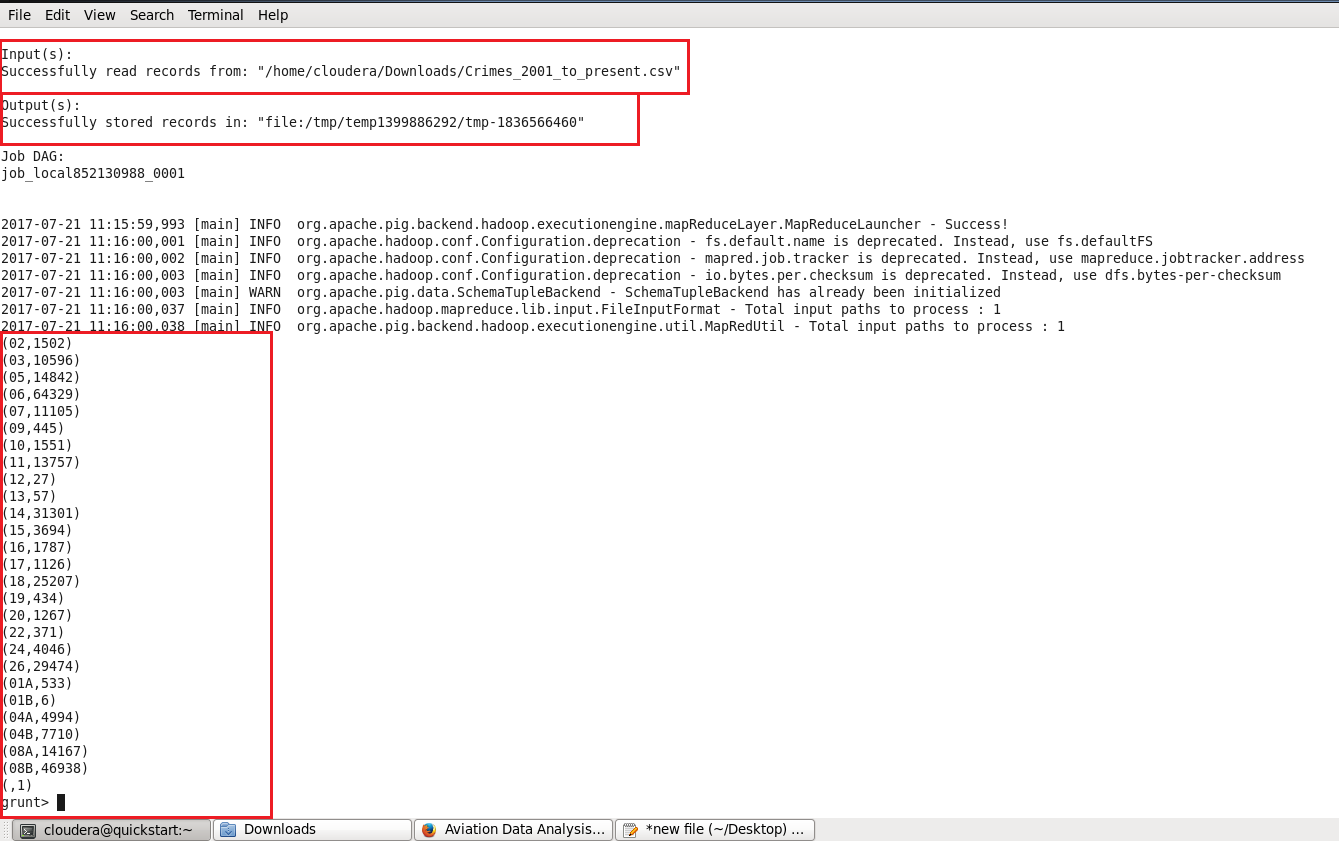 File Edit View Search Terminal Help
Input(s):
Successfully read records from: "/home/cloudera/Downloads/Crimes_2001_to_present.csv"
Output(s):
Successfully stored records in: "file:/tmp/temp1399886292/tmp-1836566460"
Job DAG:
job_local852130988_0001
2017-07-21 11:15:59,993 [main] INFO  org.apache.pig.backend.hadoop.executionengine.mapReduceLayer.MapReduceLauncher - Success!
2017-07-21 11:16:00,001 [main] INFO  org.apache.hadoop.conf.Configuration.deprecation - fs.default.name is deprecated. Instead, use fs.defaultFS
2017-07-21 11:16:00,002 [main] INFO  org.apache.hadoop.conf.Configuration.deprecation - mapred.job.tracker is deprecated. Instead, use mapreduce.jobtracker.address
2017-07-21 11:16:00,003 [main] INFO  org.apache.hadoop.conf.Configuration.deprecation - io.bytes.per.checksum is deprecated. Instead, use dfs.bytes-per-checksum
2017-07-21 11:16:00,003 [main] WARN  org.apache.pig.data.SchemaTupleBackend - SchemaTupleBackend has already been initialized
2017-07-21 11:16:00,037 [main] INFO  org.apache.hadoop.mapreduce.lib.input.FileInputFormat - Total input paths to process : 1
2017-07-21 11:16:00,038 [main] INFO  org.apache.pig.backend.hadoop.executionengine.util.MapRedUtil - Total input paths to process : 1
(02,1502)
(03,10596)
(05,14842)
(06,64329)
(07,11105)
(09,445)
(10,1551)
(11,13757)
(12,27)
(13,57)
(14,31301)
(15,3694)
(16,1787)
(17,1126)
(18,25207)
(19,434)
(20,1267)
(22,371)
(24,4046)
(26,29474)
(01A,533)
(01B,6)
(04A,4994)
(04B,7710)
(08A,14167)
(08B,46938)
(,1)
grunt>
cloudera@quickstart:~ Downloads Aviation Data Analysis... *new file (~/Desktop) ...